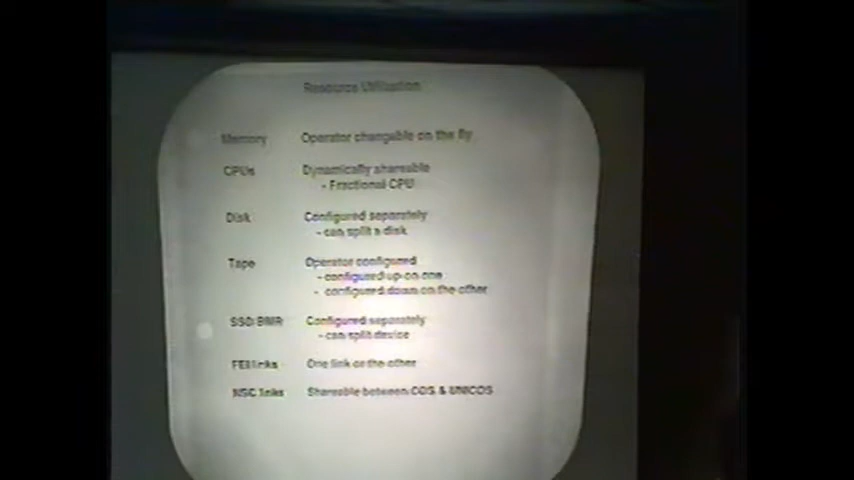 Resource Utilisation
Memory Operator changable on the fly
CPUs Dynamically shareable
- Fractional CPU
Disk Configured separately
- can split a disk
Tape Operator configured
- configured up on one
- configured down on the other
SSD/BMR Configured separately
- can split device
FEI links One link or the other
NSC links Shareable between COS & UNICOS